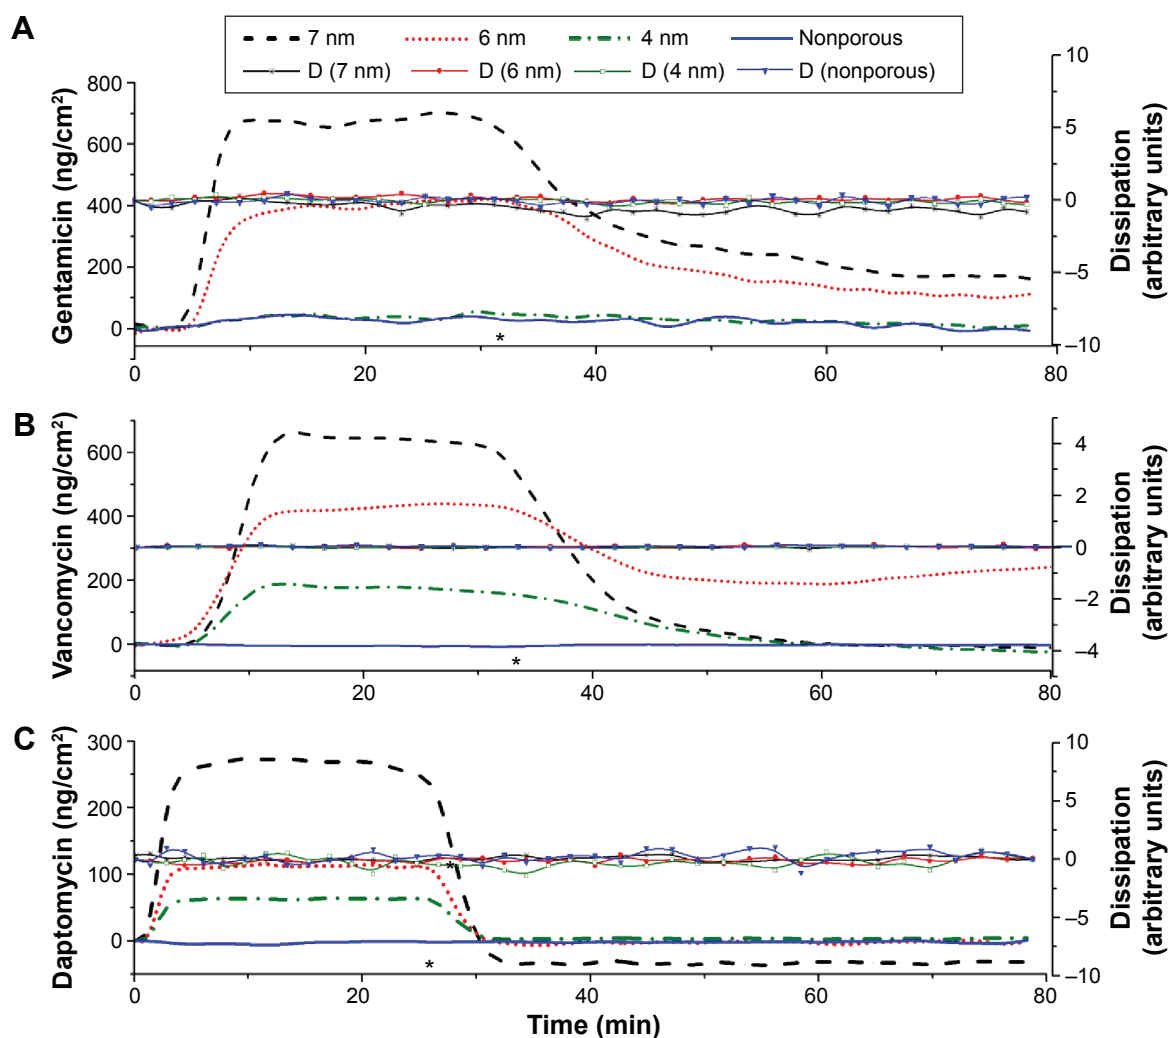 A
7 nm 6 nm 4 nm Nonporous
D (7 nm) D (6 nm) D (4 nm) D (nonporous)
Gentamicin (ng/cm²)
800
600
400
200
0
10
5
0
–5
–10
Dissipation
(arbitrary units)
*
0 20 40 60 80
B
Vancomycin (ng/cm²)
600
400
200
0
4
2
0
–2
–4
Dissipation
(arbitrary units)
*
0 20 40 60 80
C
Daptomycin (ng/cm²)
300
200
100
0
10
5
0
–5
–10
Dissipation
(arbitrary units)
*
0 20 40 60 80
Time (min)